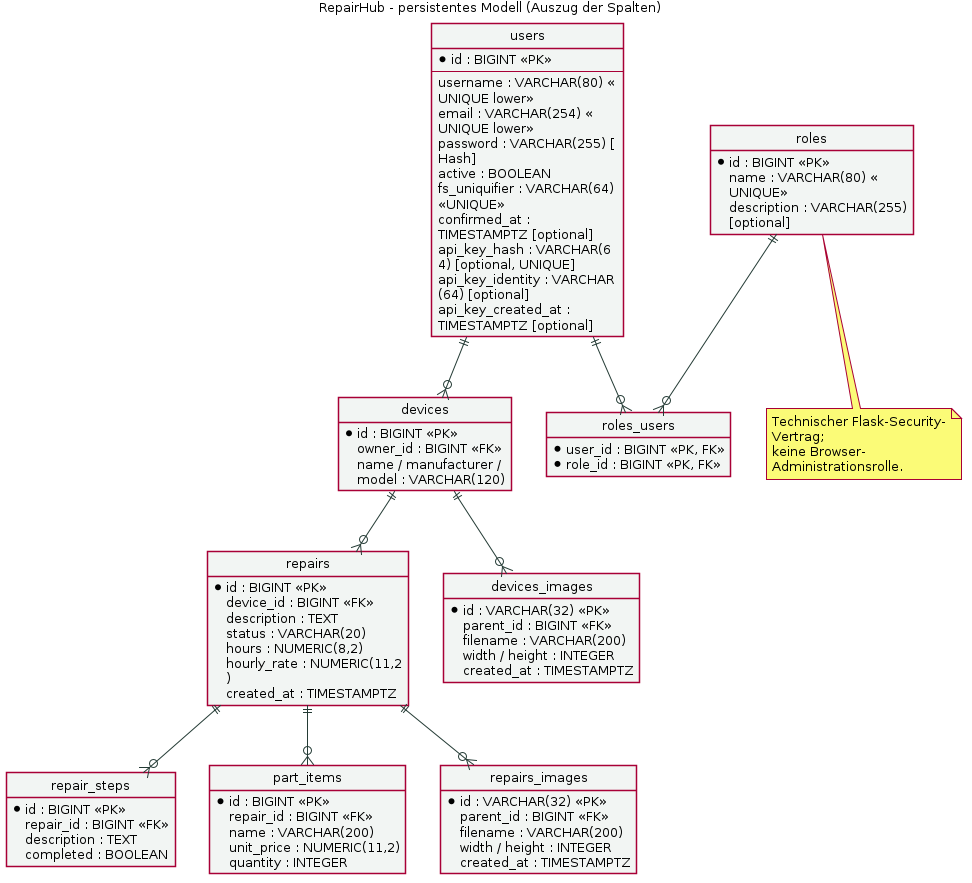 RepairHub - persistentes Modell (Auszug der Spalten)
users
id : BIGINT «PK»
username : VARCHAR(80) «
UNIQUE lower»
email : VARCHAR(254) «
UNIQUE lower»
password : VARCHAR(255) [
Hash]
active : BOOLEAN
fs_uniquifier : VARCHAR(64)
«UNIQUE»
confirmed_at :
TIMESTAMPTZ [optional]
api_key_hash : VARCHAR(6
4) [optional, UNIQUE]
api_key_identity : VARCHAR
(64) [optional]
api_key_created_at :
TIMESTAMPTZ [optional]
roles
id : BIGINT «PK»
name : VARCHAR(80) «
UNIQUE»
description : VARCHAR(255)
[optional]
devices
id : BIGINT «PK»
owner_id : BIGINT «FK»
name / manufacturer /
model : VARCHAR(120)
roles_users
user_id : BIGINT «PK, FK»
role_id : BIGINT «PK, FK»
Technischer Flask-Security-
Vertrag;
keine Browser-
Administrationsrolle.
repairs
id : BIGINT «PK»
device_id : BIGINT «FK»
description : TEXT
status : VARCHAR(20)
hours : NUMERIC(8,2)
hourly_rate : NUMERIC(11,2
)
created_at : TIMESTAMPTZ
devices_images
id : VARCHAR(32) «PK»
parent_id : BIGINT «FK»
filename : VARCHAR(200)
width / height : INTEGER
created_at : TIMESTAMPTZ
repair_steps
id : BIGINT «PK»
repair_id : BIGINT «FK»
description : TEXT
completed : BOOLEAN
part_items
id : BIGINT «PK»
repair_id : BIGINT «FK»
name : VARCHAR(200)
unit_price : NUMERIC(11,2)
quantity : INTEGER
repairs_images
id : VARCHAR(32) «PK»
parent_id : BIGINT «FK»
filename : VARCHAR(200)
width / height : INTEGER
created_at : TIMESTAMPTZ